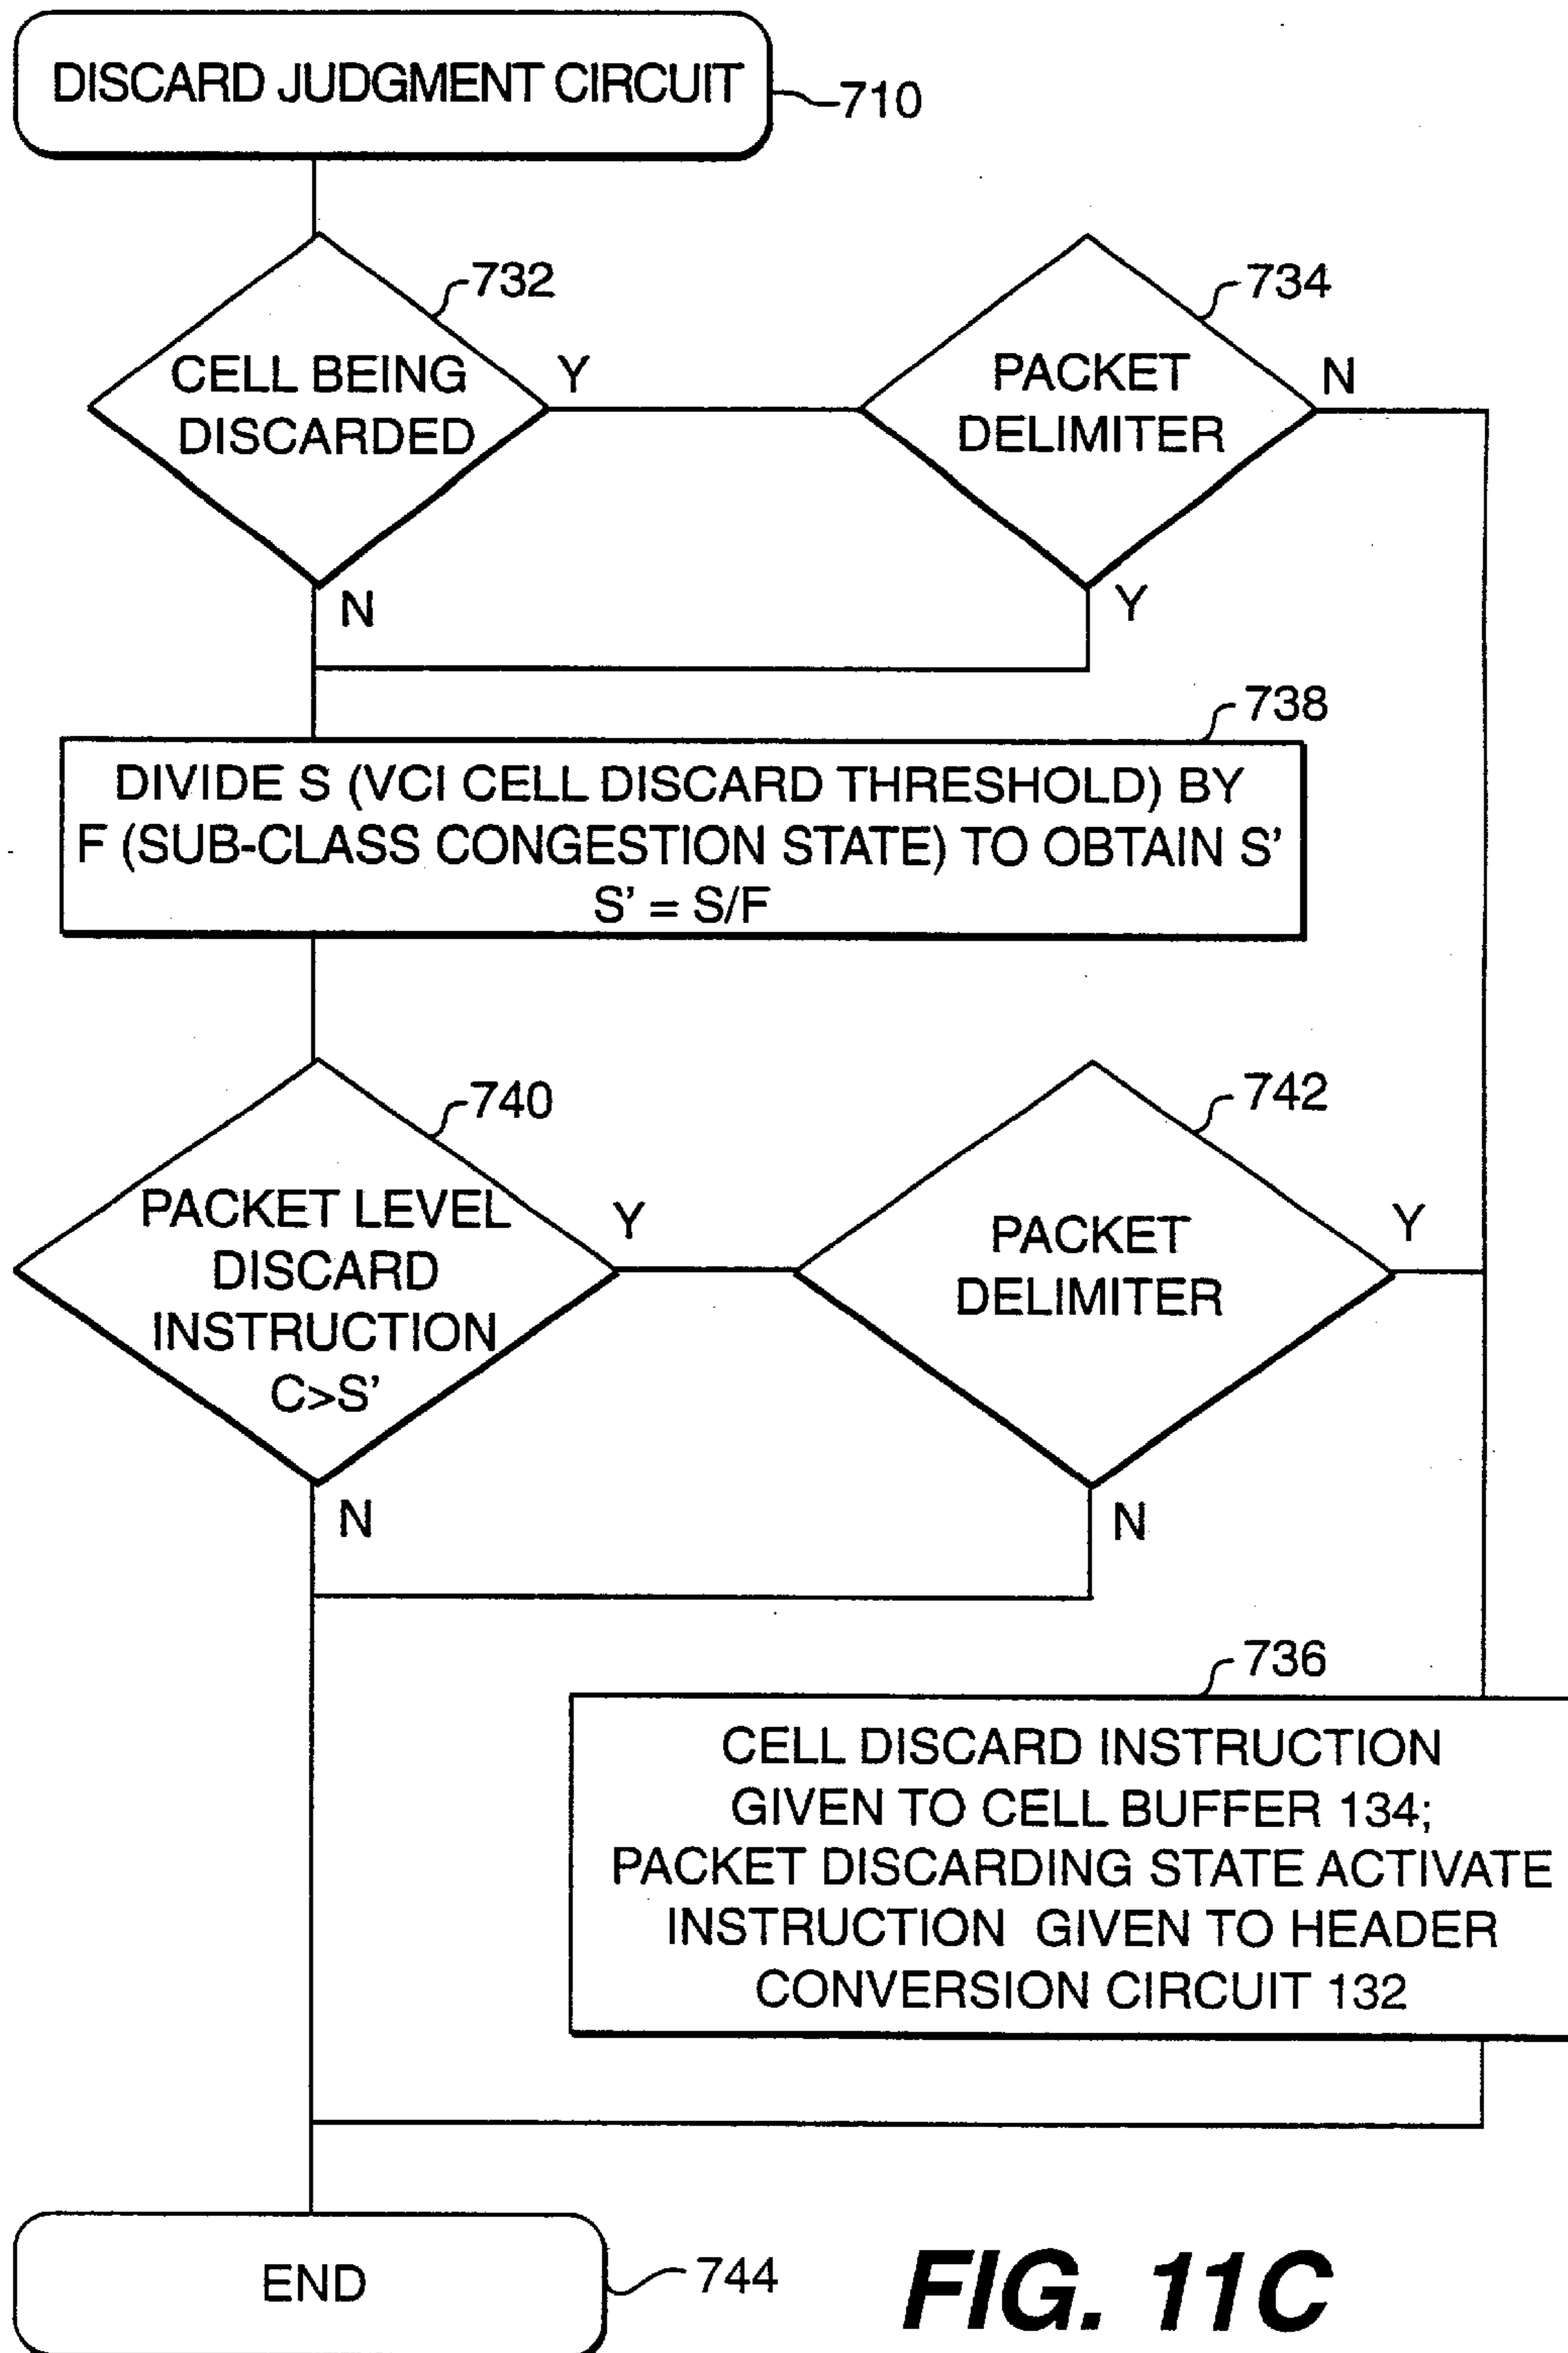 DISCARD JUDGMENT CIRCUIT
710
732
734
CELL BEING
DISCARDED
Y
PACKET
DELIMITER
N
N
Y
738
DIVIDE S (VCI CELL DISCARD THRESHOLD) BY
F (SUB-CLASS CONGESTION STATE) TO OBTAIN S'
S' = S/F
740
742
PACKET LEVEL
DISCARD
INSTRUCTION
C>S'
Y
PACKET
DELIMITER
Y
N
N
736
CELL DISCARD INSTRUCTION
GIVEN TO CELL BUFFER 134;
PACKET DISCARDING STATE ACTIVATE
INSTRUCTION GIVEN TO HEADER
CONVERSION CIRCUIT 132
END
744
FIG. 11C